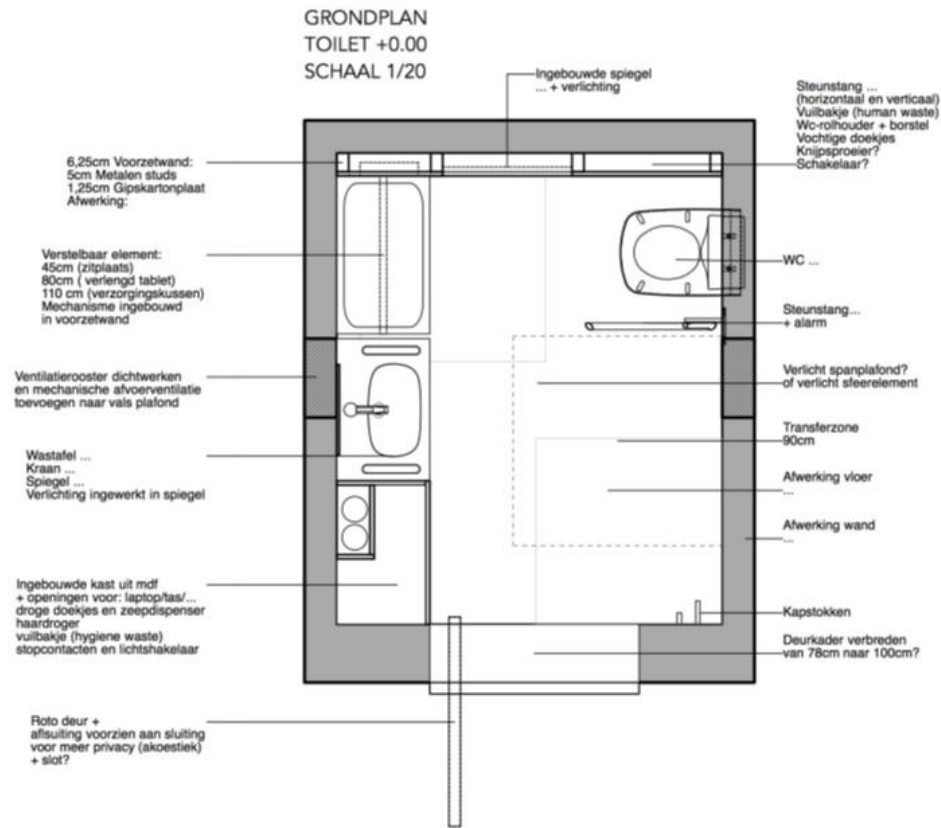 GRONDPLAN
TOILET +0.00
SCHAAL 1/20
Ingebouwde spiegel
... + verlichting
Steunstang ...
(horizontaal en verticaal)
Vuilbakje (human waste)
Wc-rolhouder + borstel
Vochtige doekjes
Knijpsproeier?
Schakelaar?
6,25cm Voorzetwand:
5cm Metalen studs
1,25cm Gipskartonplaat
Afwerking:
Verstelbaar element:
45cm (zitplaats)
80cm ( verlengd tablet)
110 cm (verzorgingskussen)
Mechanisme ingebouwd
in voorzetwand
WC ...
Steunstang...
+ alarm
Ventilatierooster dichtwerken
en mechanische afvoerventilatie
toevoegen naar vals plafond
Verlicht spanplafond?
of verlicht sfeerelement
Transferzone
90cm
Wastafel ...
Kraan ...
Spiegel ...
Verlichting ingewerkt in spiegel
Afwerking vloer
...
Afwerking wand
...
Ingebouwde kast uit mdf
+ openingen voor: laptop/tas/...
droge doekjes en zeepdispenser
haardroger
vuilbakje (hygiene waste)
stopcontacten en lichtshakelaar
Kapstokken
Deurkader verbreden
van 78cm naar 100cm?
Roto deur +
aflsuiting voorzien aan sluiting
voor meer privacy (akoestiek)
+ slot?